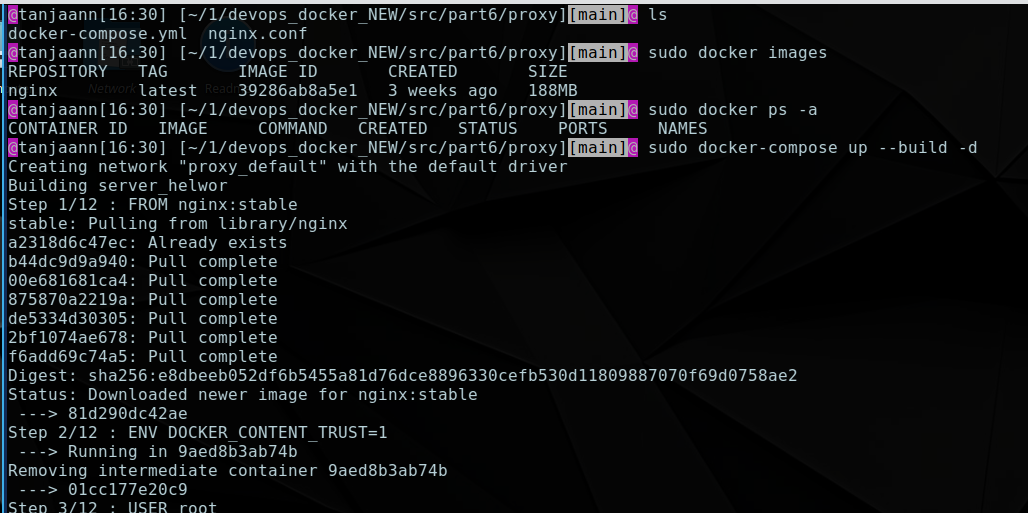 @tanjaann[16:30] [~/1/devops_docker_NEW/src/part6/proxy][main]@ ls
docker-compose.yml  nginx.conf
@tanjaann[16:30] [~/1/devops_docker_NEW/src/part6/proxy][main]@ sudo docker images
REPOSITORY   TAG       IMAGE ID       CREATED       SIZE
nginx        latest    39286ab8a5e1   3 weeks ago   188MB
@tanjaann[16:30] [~/1/devops_docker_NEW/src/part6/proxy][main]@ sudo docker ps -a
CONTAINER ID   IMAGE     COMMAND   CREATED   STATUS    PORTS     NAMES
@tanjaann[16:30] [~/1/devops_docker_NEW/src/part6/proxy][main]@ sudo docker-compose up --build -d
Creating network "proxy_default" with the default driver
Building server_helwor
Step 1/12 : FROM nginx:stable
stable: Pulling from library/nginx
a2318d6c47ec: Already exists
b44dc9d9a940: Pull complete
00e681681ca4: Pull complete
875870a2219a: Pull complete
de5334d30305: Pull complete
2bf1074ae678: Pull complete
f6add69c74a5: Pull complete
Digest: sha256:e8dbeeb052df6b5455a81d76dce8896330cefb530d11809887070f69d0758ae2
Status: Downloaded newer image for nginx:stable
 ---> 81d290dc42ae
Step 2/12 : ENV DOCKER_CONTENT_TRUST=1
 ---> Running in 9aed8b3ab74b
Removing intermediate container 9aed8b3ab74b
 ---> 01cc177e20c9
Step 3/12 : USER root